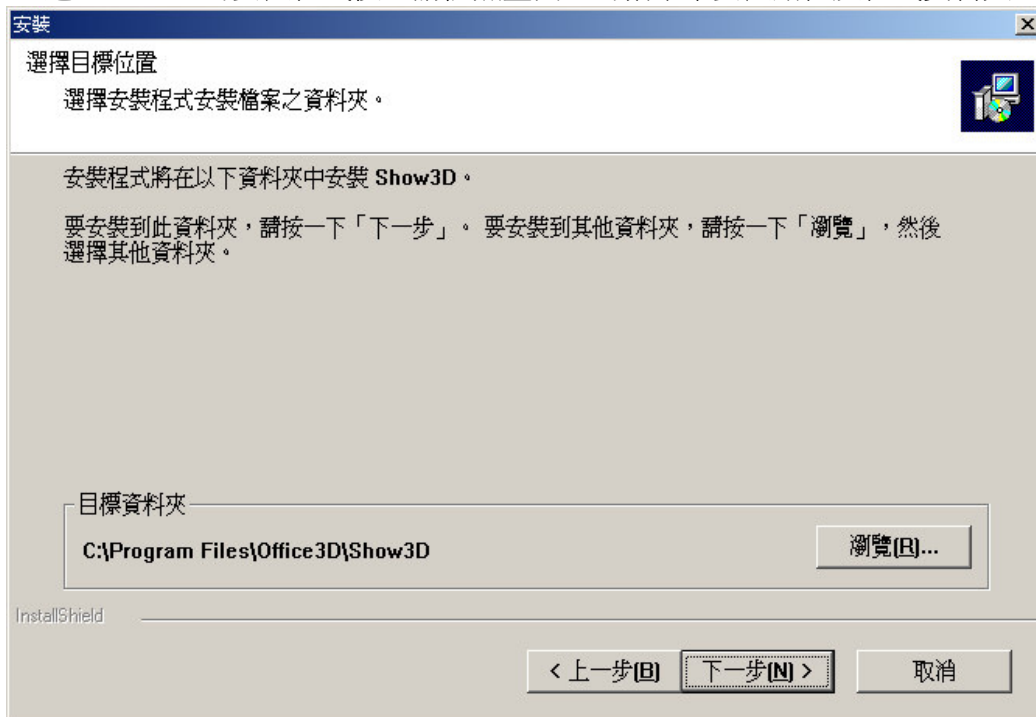 安裝
選擇目標位置
選擇安裝程式安裝檔案之資料夾。
安裝程式將在以下資料夾中安裝 Show3D。
要安裝到此資料夾，請按一下「下一步」。 要安裝到其他資料夾，請按一下「瀏覽」，然後
選擇其他資料夾。
目標資料夾
C:\Program Files\Office3D\Show3D
瀏覽(R)...
InstallShield
< 上一步(B)
下一步(N) >
取消